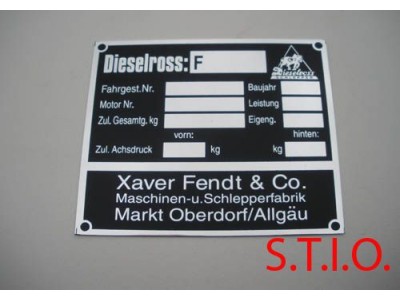 Dieselross: F
Dieselross
Fahrgest.Nr. Baujahr
Motor Nr. Leistung
Zul. Gesamtg. kg Eigeng.
vorn: hinten:
Zul. Achsdruck kg kg
Xaver Fendt & Co.
Maschinen-u.Schlepperfabrik
Markt Oberdorf/Allgäu
S.T.I.O.